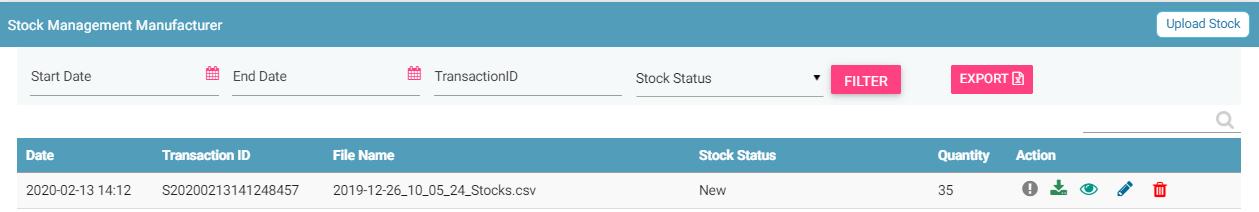 Stock Management Manufacturer Upload Stock
Start Date End Date TransactionID Stock Status FILTER EXPORT
Date Transaction ID File Name Stock Status Quantity Action
2020-02-13 14:12 S20200213141248457 2019-12-26_10_05_24_Stocks.csv New 35